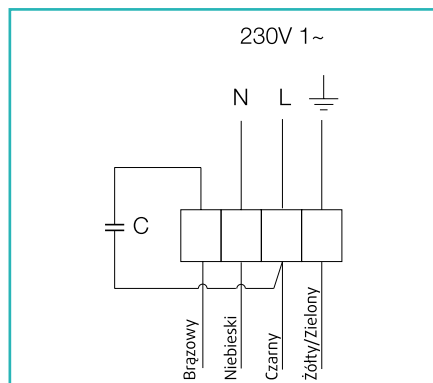 230V 1~
N L
C
Brązowy
Niebieski
Czarny
Żółty/Zielony